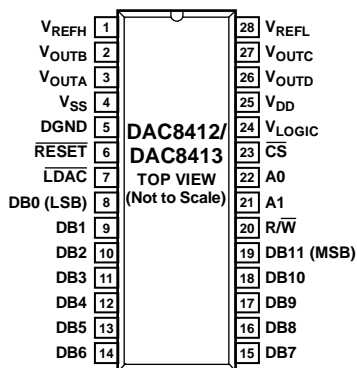 VREFH 1
VOUTB 2
VOUTA 3
VSS 4
DGND 5
RESET 6
LDAC 7
DB0 (LSB) 8
DB1 9
DB2 10
DB3 11
DB4 12
DB5 13
DB6 14
DAC8412/
DAC8413
TOP VIEW
(Not to Scale)
28 VREFL
27 VOUTC
26 VOUTD
25 VDD
24 VLOGIC
23 CS
22 A0
21 A1
20 R/W
19 DB11 (MSB)
18 DB10
17 DB9
16 DB8
15 DB7